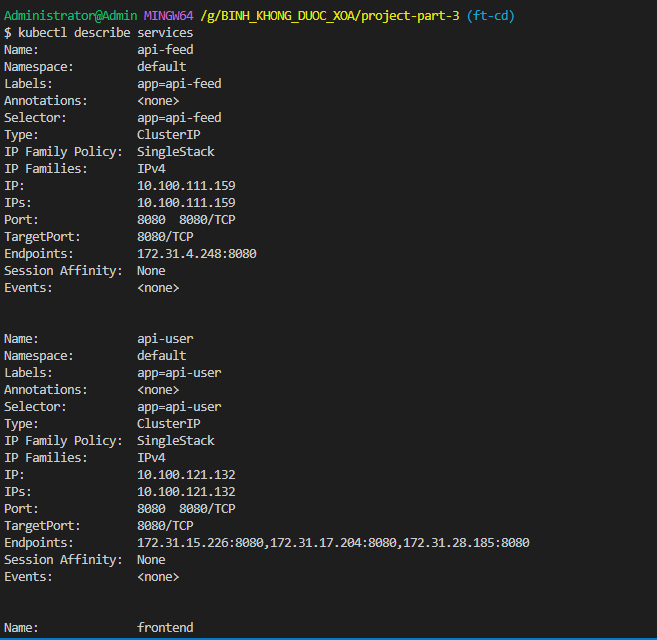 Administrator@Admin MINGW64 /g/BINH_KHONG_DUOC_XOA/project-part-3 (ft-cd)
$ kubectl describe services
Name:              api-feed
Namespace:         default
Labels:            app=api-feed
Annotations:       <none>
Selector:          app=api-feed
Type:              ClusterIP
IP Family Policy:  SingleStack
IP Families:       IPv4
IP:                10.100.111.159
IPs:               10.100.111.159
Port:              8080  8080/TCP
TargetPort:        8080/TCP
Endpoints:         172.31.4.248:8080
Session Affinity:  None
Events:            <none>
Name:              api-user
Namespace:         default
Labels:            app=api-user
Annotations:       <none>
Selector:          app=api-user
Type:              ClusterIP
IP Family Policy:  SingleStack
IP Families:       IPv4
IP:                10.100.121.132
IPs:               10.100.121.132
Port:              8080  8080/TCP
TargetPort:        8080/TCP
Endpoints:         172.31.15.226:8080,172.31.17.204:8080,172.31.28.185:8080
Session Affinity:  None
Events:            <none>
Name:              frontend